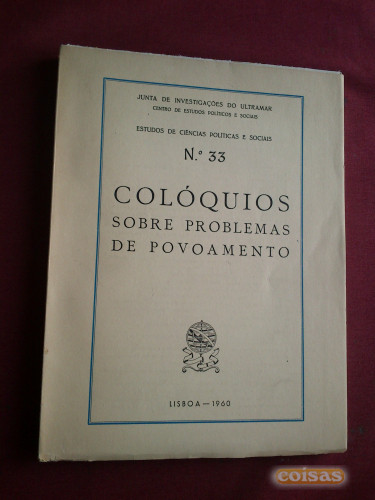 JUNTA DE INVESTIGAÇÕES DO ULTRAMAR
CENTRO DE ESTUDOS POLÍTICOS E SOCIAIS
ESTUDOS DE CIÊNCIAS POLÍTICAS E SOCIAIS
N.º 33
COLÓQUIOS
SOBRE PROBLEMAS
DE POVOAMENTO
LISBOA — 1960
coisas